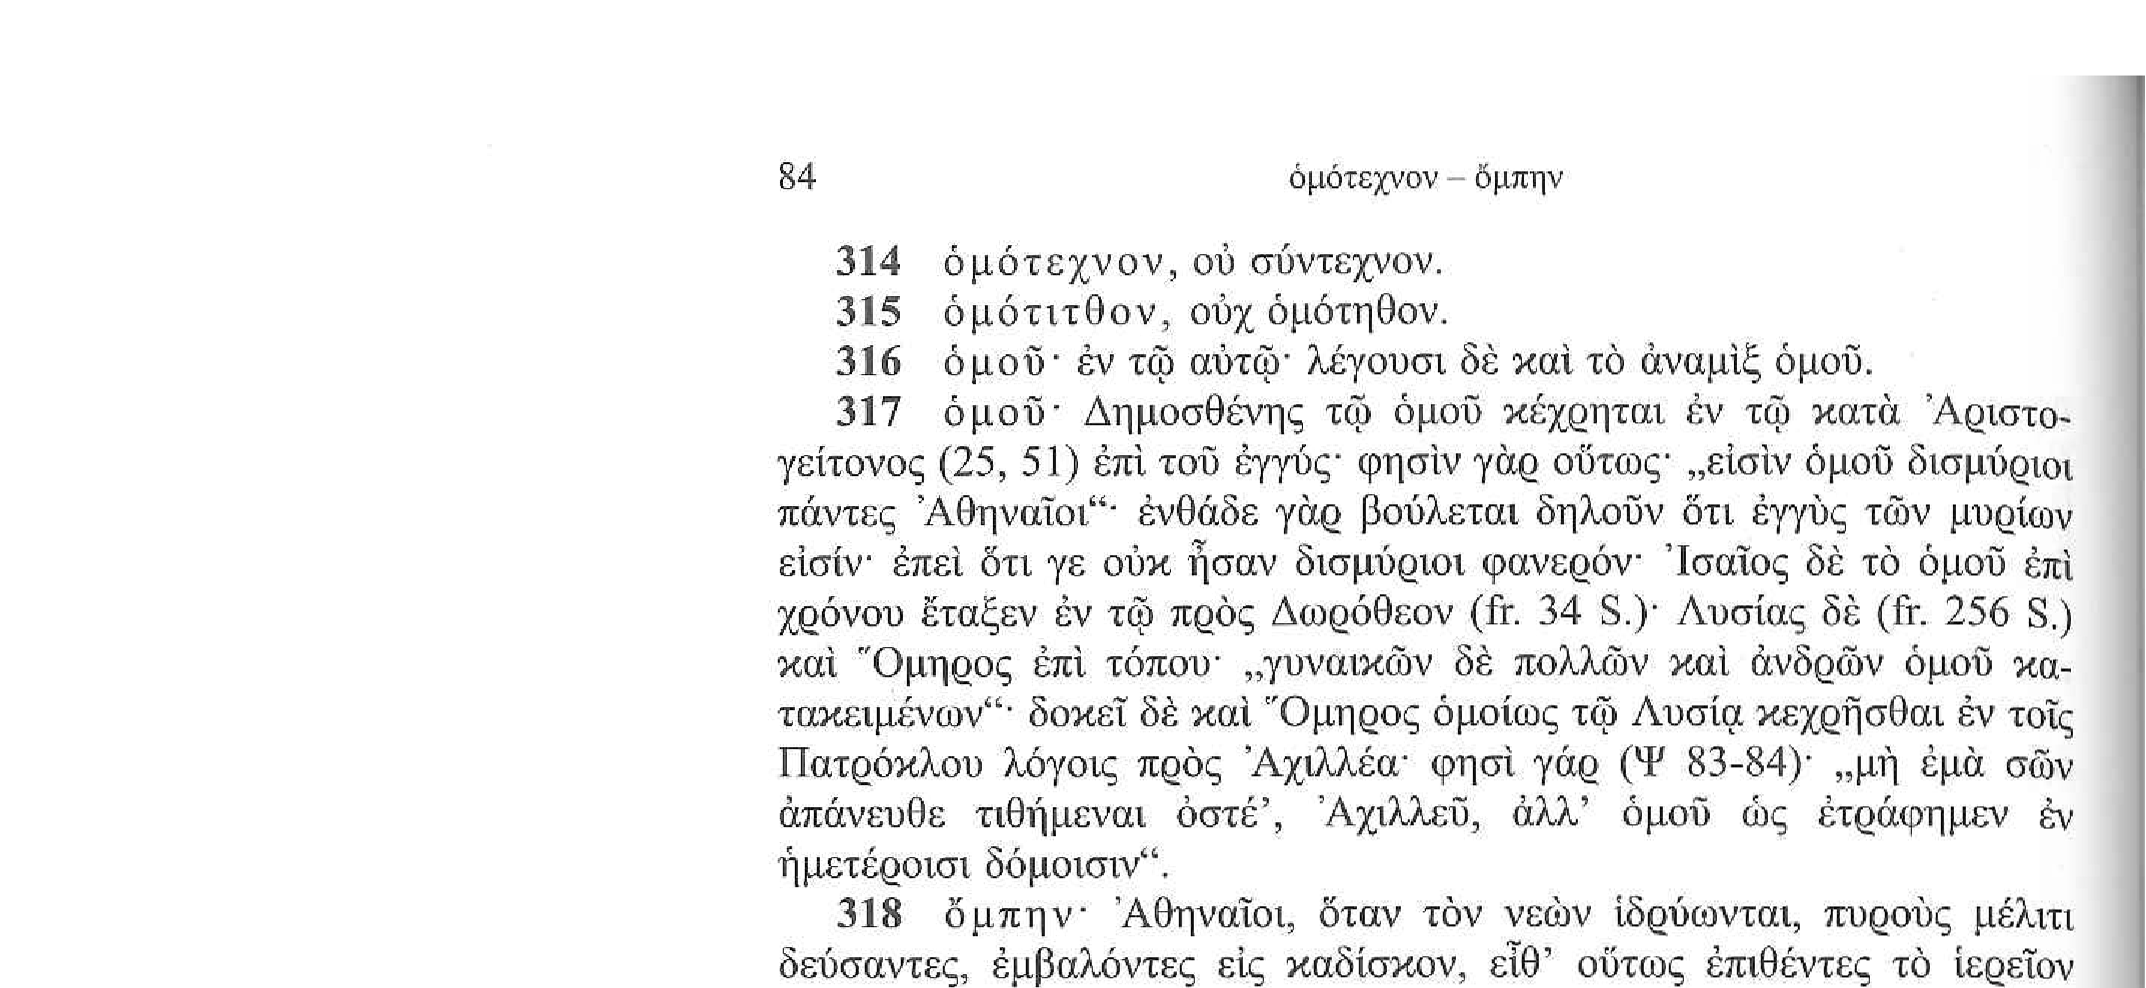 84 ὁμότεχνον – ὄμπην
314 ὁμότεχνον, οὐ σύντεχνον.
315 ὁμότιτθον, οὐχ ὁμότηθον.
316 ὁμοῦ· ἐν τῷ αὐτῷ· λέγουσι δὲ καὶ τὸ ἀναμὶξ ὁμοῦ.
317 ὁμοῦ· Δημοσθένης τῷ ὁμοῦ κέχρηται ἐν τῷ κατὰ Ἀριστο-
γείτονος (25, 51) ἐπὶ τοῦ ἐγγύς· φησὶν γὰρ οὕτως· „εἰσὶν ὁμοῦ δισμύριοι
πάντες Ἀθηναῖοι“· ἐνθάδε γὰρ βούλεται δηλοῦν ὅτι ἐγγὺς τῶν μυρίων
εἰσίν· ἐπεὶ ὅτι γε οὐκ ἦσαν δισμύριοι φανερόν· Ἰσαῖος δὲ τὸ ὁμοῦ ἐπὶ
χρόνου ἔταξεν ἐν τῷ πρὸς Δωρόθεον (fr. 34 S.)· Λυσίας δὲ (fr. 256 S.)
καὶ Ὅμηρος ἐπὶ τόπου· „γυναικῶν δὲ πολλῶν καὶ ἀνδρῶν ὁμοῦ κα-
τακειμένων“· δοκεῖ δὲ καὶ Ὅμηρος ὁμοίως τῷ Λυσίᾳ κεχρῆσθαι ἐν τοῖς
Πατρόκλου λόγοις πρὸς Ἀχιλλέα· φησὶ γάρ (Ψ 83-84)· „μὴ ἐμὰ σῶν
ἀπάνευθε τιθήμεναι ὀστέ’, Ἀχιλλεῦ, ἀλλ’ ὁμοῦ ὡς ἐτράφημεν ἐν
ἡμετέροισι δόμοισιν“.
318 ὄμπην· Ἀθηναῖοι, ὅταν τὸν νεὼν ἱδρύωνται, πυροὺς μέλιτι
δεύσαντες, ἐμβαλόντες εἰς καδίσκον, εἶθ’ οὕτως ἐπιθέντες τὸ ἱερεῖον